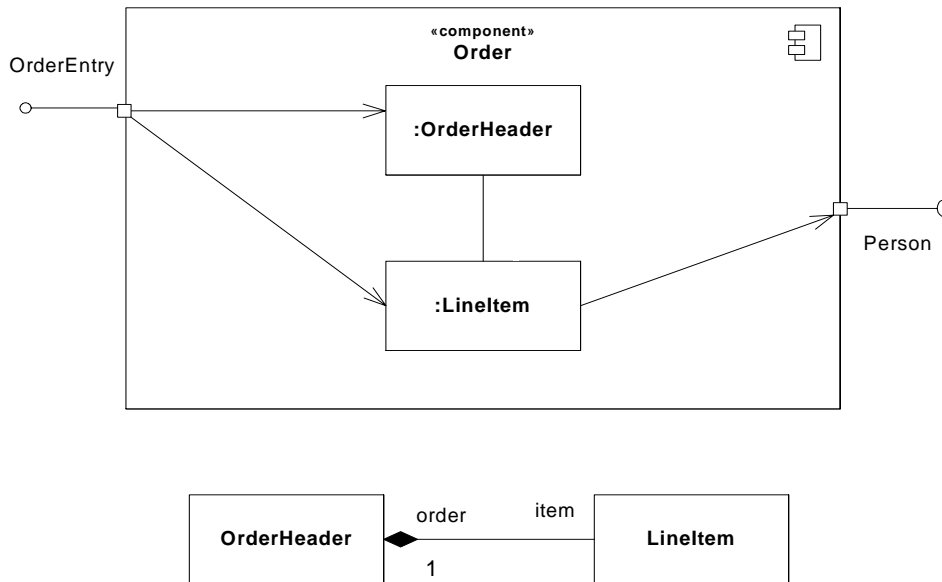 «component»
Order
OrderEntry
:OrderHeader
Person
:LineItem
order
item
OrderHeader
LineItem
1